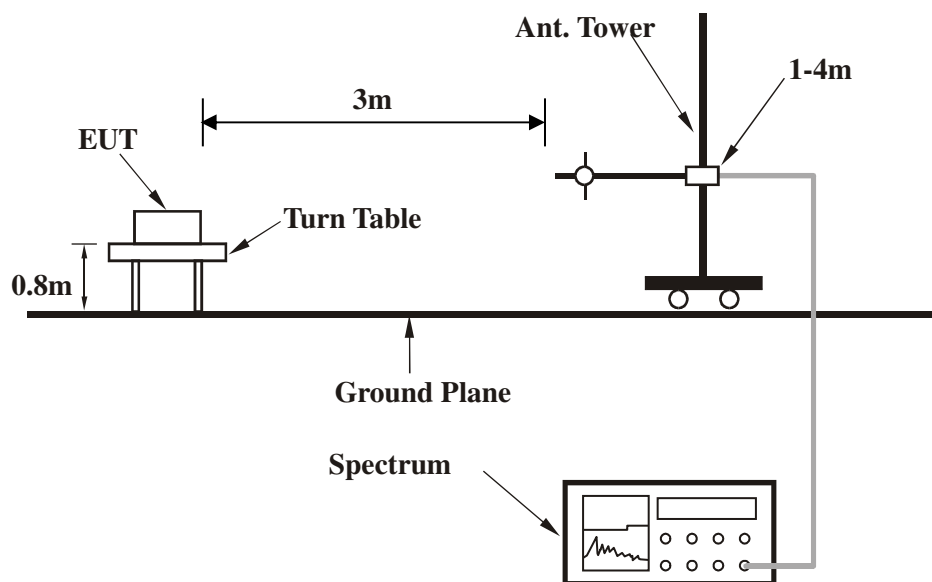 Ant. Tower
1-4m
3m
EUT
Turn Table
0.8m
Ground Plane
Spectrum